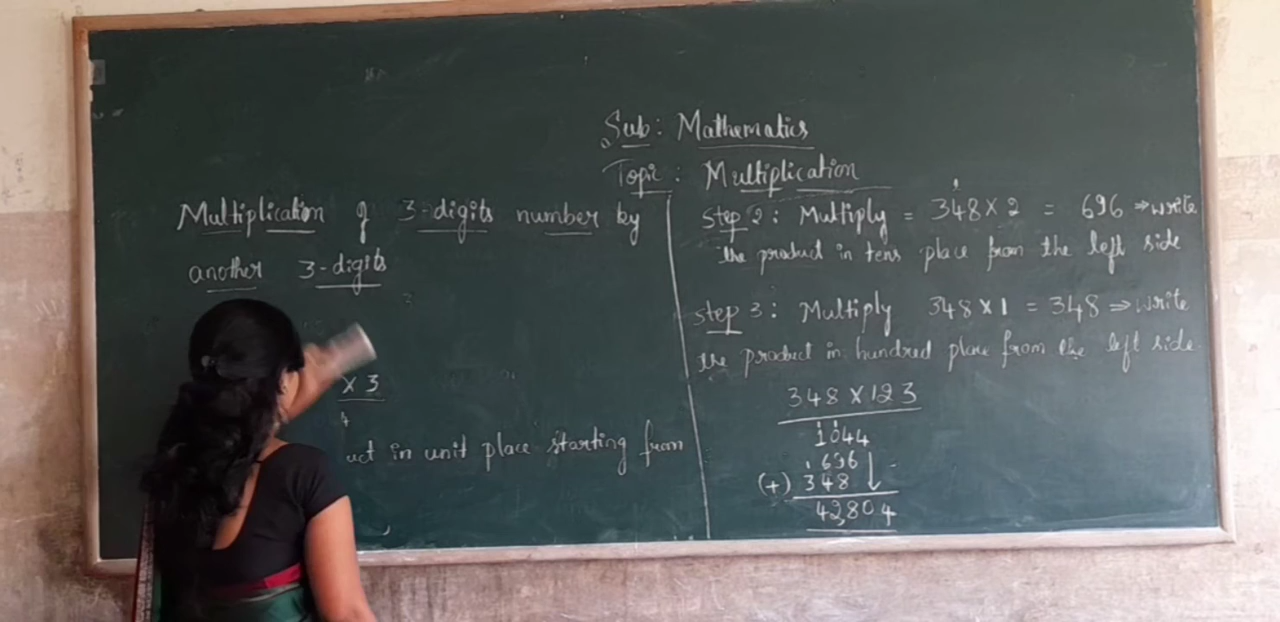 Sub: Mathematics
Topic: Multiplication
Multiplication of 3-digits number by
another 3-digits
× 3
4
uct in unit place starting from
Step 2: Multiply = 348 × 2 = 696 ⇒ write
the product in tens place from the left side
step 3: Multiply 348 × 1 = 348 ⇒ write
the product in hundred place from the left side
348 × 123
1044
696
(+) 348
42,804